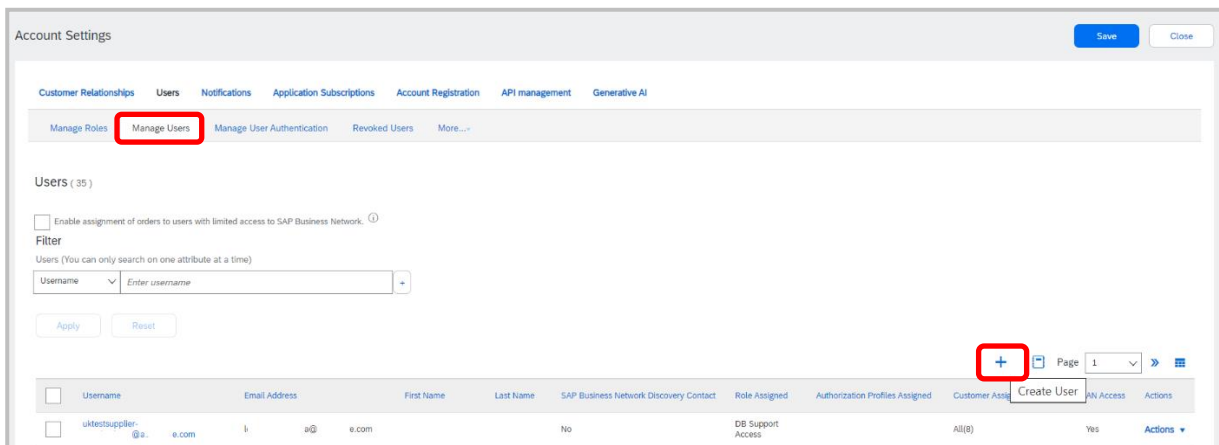 Account Settings
Save Close
Customer Relationships Users Notifications Application Subscriptions Account Registration API management Generative AI
Manage Roles Manage Users Manage User Authentication Revoked Users More...
Users ( 35 )
Enable assignment of orders to users with limited access to SAP Business Network.
Filter
Users (You can only search on one attribute at a time)
Username Enter username +
Apply Reset
+ Page 1 »
Create User
Username Email Address First Name Last Name SAP Business Network Discovery Contact Role Assigned Authorization Profiles Assigned Customer AN Access Actions
uktestsupplier- No DB Support All(8) Yes Actions
@a. e.com a@ e.com Access